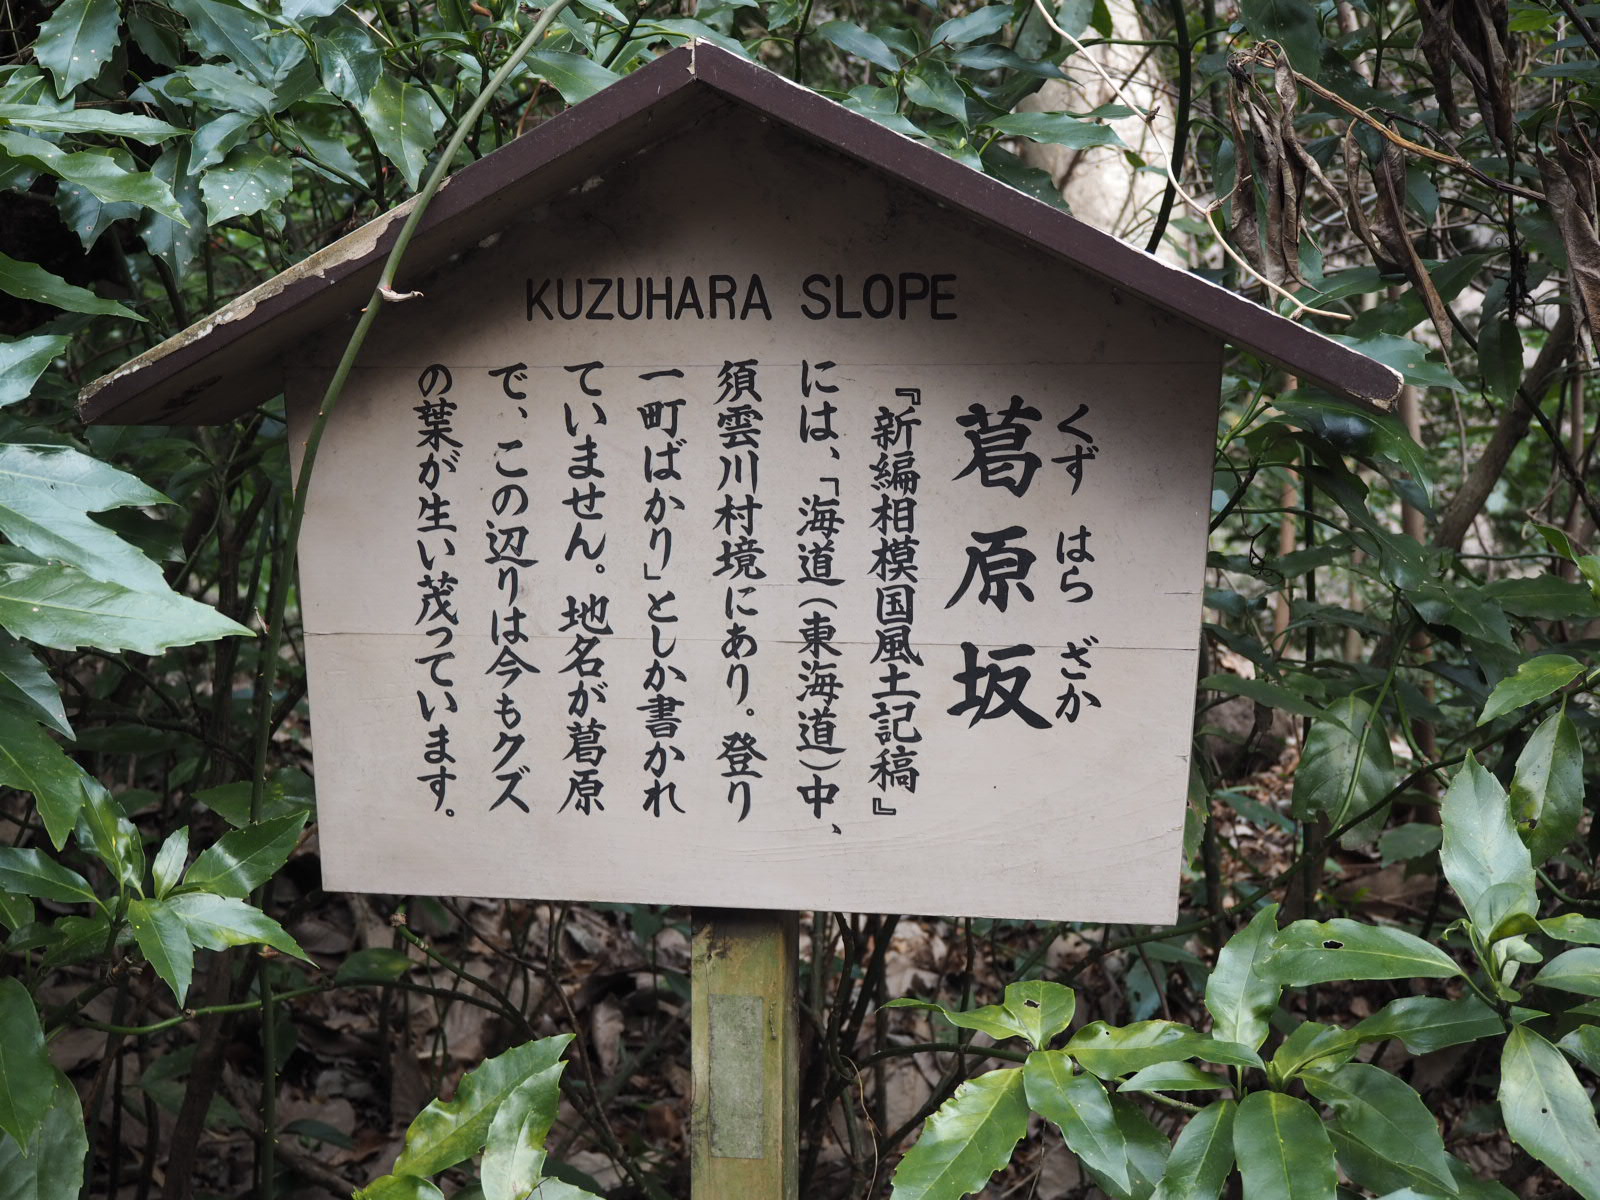 KUZUHARA SLOPE
くず はら ざか
葛原坂
『新編相模国風土記稿』
には、「海道(東海道)中、
須雲川村境にあり。登り
一町ばかり」としか書かれ
ていません。地名が葛原
で、この辺りは今もクズ
の葉が生い茂っています。